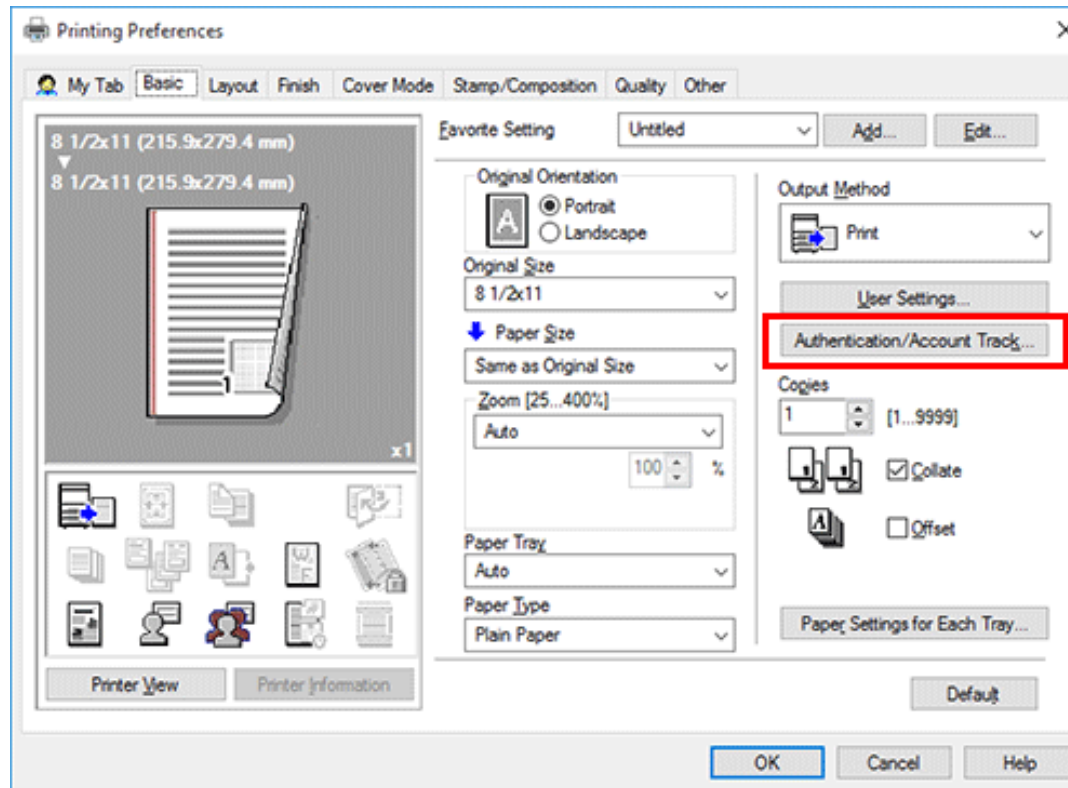 Printing Preferences
My Tab Basic Layout Finish Cover Mode Stamp/Composition Quality Other
8 1/2x11 (215.9x279.4 mm)
8 1/2x11 (215.9x279.4 mm)
1
x1
Printer View Printer Information
Favorite Setting Untitled Add... Edit...
Original Orientation
A
Portrait
Landscape
Original Size
8 1/2x11
Paper Size
Same as Original Size
Zoom [25...400%]
Auto
100 %
Paper Tray
Auto
Paper Type
Plain Paper
Output Method
Print
User Settings...
Authentication/Account Track...
Copies
1 [1...9999]
Collate
Offset
Paper Settings for Each Tray...
Default
OK Cancel Help